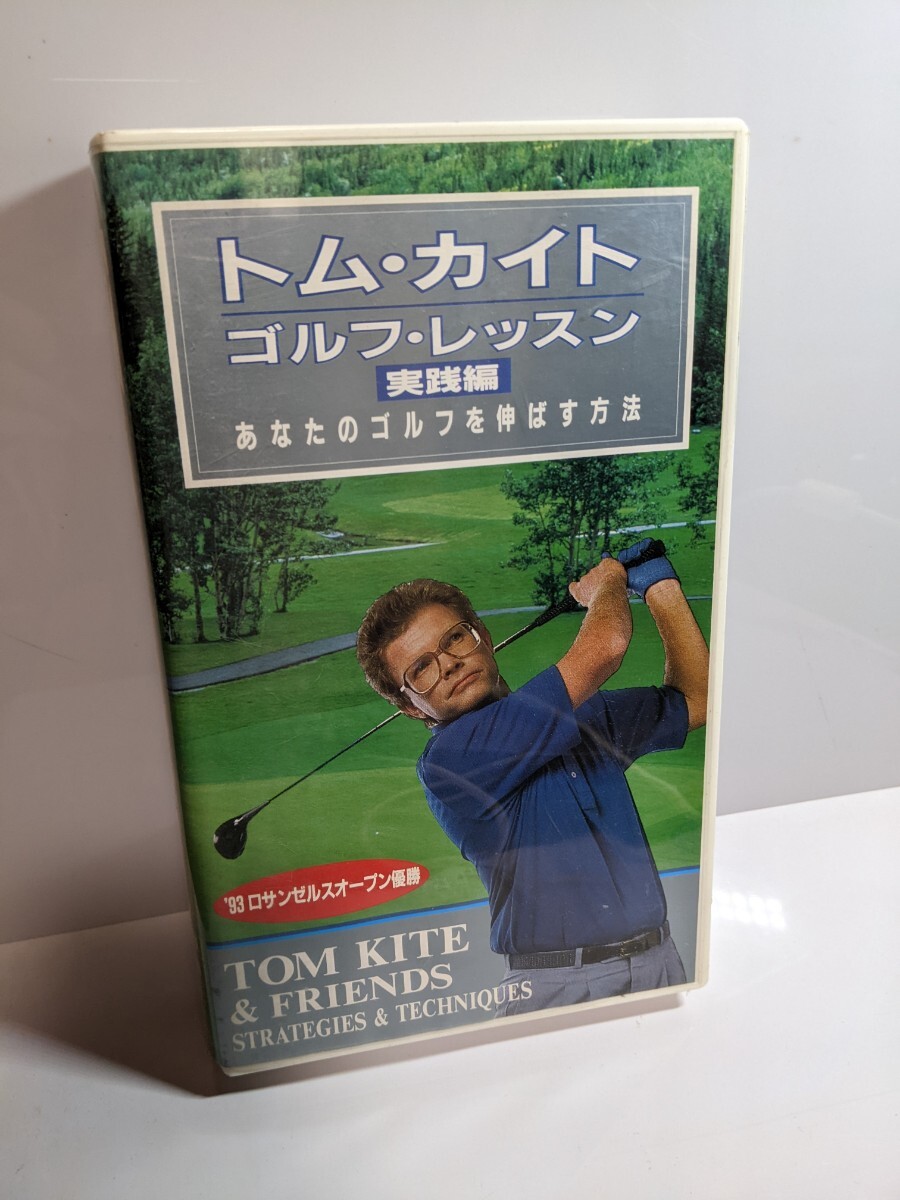 トム・カイト
ゴルフ・レッスン
実践編
あなたのゴルフを伸ばす方法
'93 ロサンゼルスオープン優勝
TOM KITE
& FRIENDS
STRATEGIES & TECHNIQUES